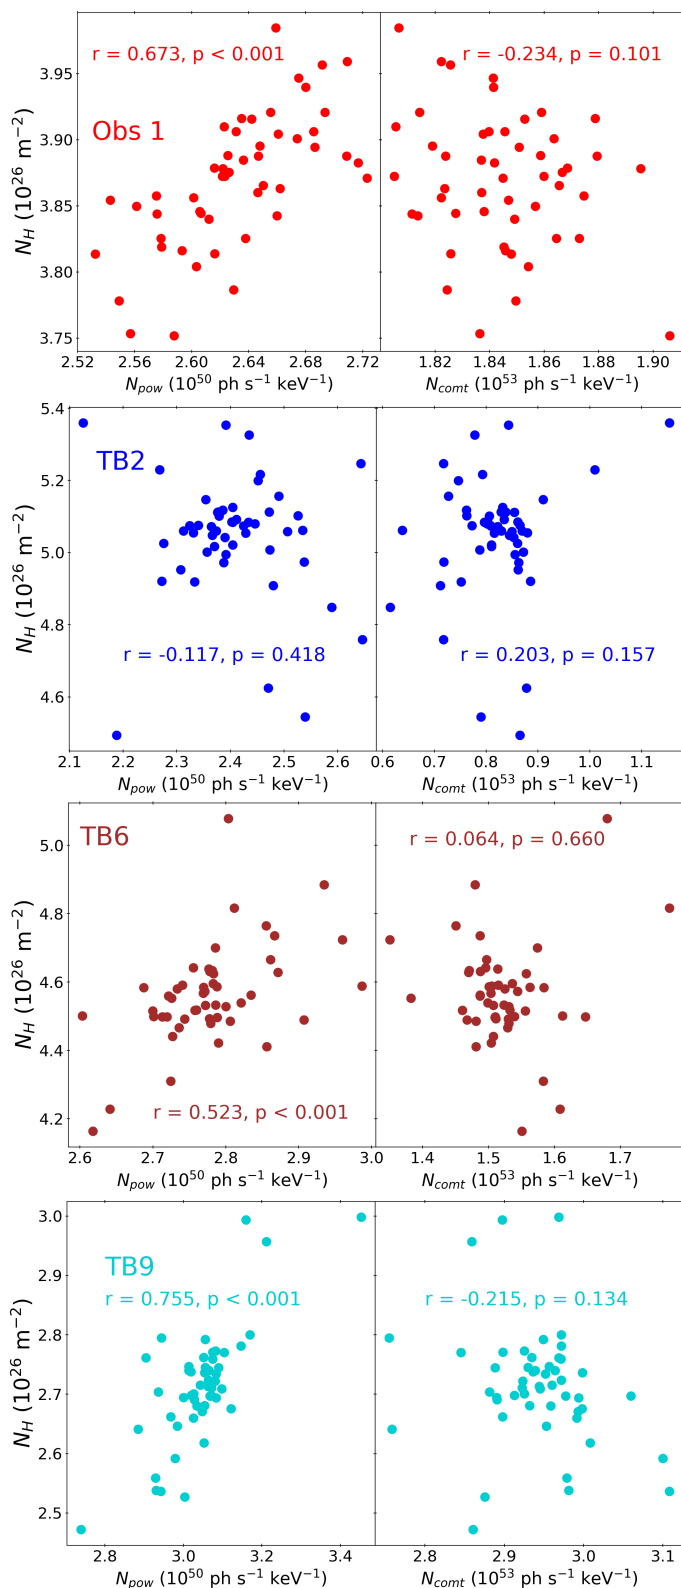 r = 0.673, p < 0.001
r = -0.234, p = 0.101
Obs 1
N_H (10^26 m^−2)
3.95
3.90
3.85
3.80
3.75
2.52 2.56 2.60 2.64 2.68 2.72
1.82 1.84 1.86 1.88 1.90
N_pow (10^50 ph s^−1 keV^−1)
N_comt (10^53 ph s^−1 keV^−1)
TB2
N_H (10^26 m^−2)
5.4
5.2
5.0
4.8
4.6
r = -0.117, p = 0.418
r = 0.203, p = 0.157
2.1 2.2 2.3 2.4 2.5 2.6
0.6 0.7 0.8 0.9 1.0 1.1
N_pow (10^50 ph s^−1 keV^−1)
N_comt (10^53 ph s^−1 keV^−1)
TB6
r = 0.064, p = 0.660
N_H (10^26 m^−2)
5.0
4.8
4.6
4.4
4.2
r = 0.523, p < 0.001
2.6 2.7 2.8 2.9 3.0
1.4 1.5 1.6 1.7
N_pow (10^50 ph s^−1 keV^−1)
N_comt (10^53 ph s^−1 keV^−1)
TB9
r = 0.755, p < 0.001
r = -0.215, p = 0.134
N_H (10^26 m^−2)
3.0
2.9
2.8
2.7
2.6
2.5
2.8 3.0 3.2 3.4
2.8 2.9 3.0 3.1
N_pow (10^50 ph s^−1 keV^−1)
N_comt (10^53 ph s^−1 keV^−1)